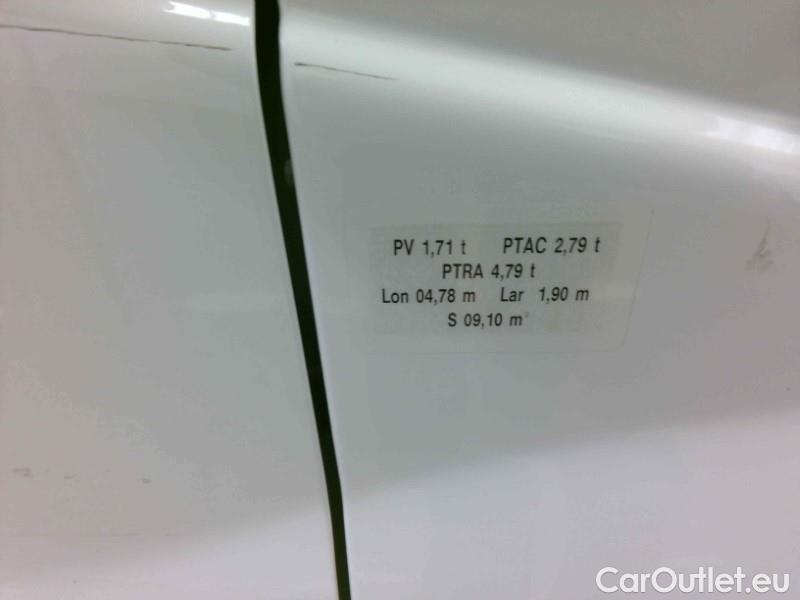 PV 1,71 t PTAC 2,79 t
PTRA 4,79 t
Lon 04,78 m Lar 1,90 m
S 09,10 m²
CarOutlet.eu